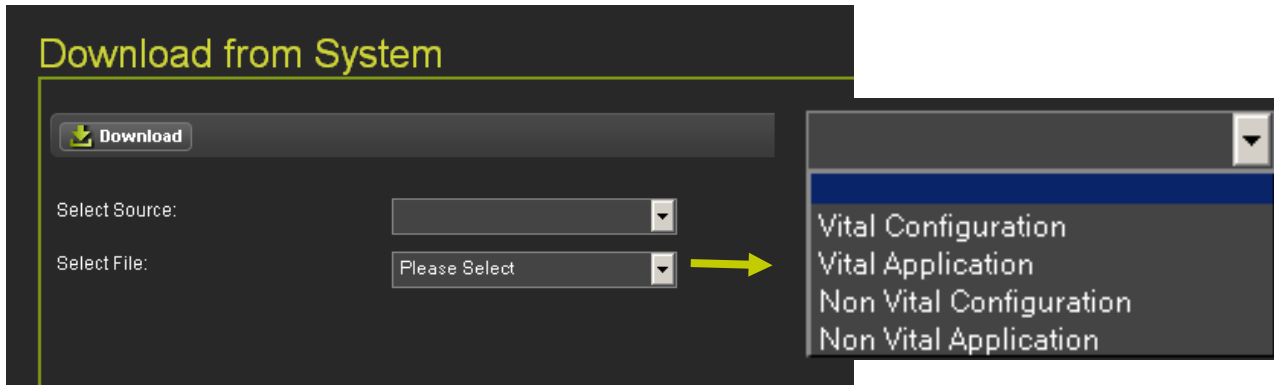 Download from System
Download
Select Source:
Select File:
Please Select
Vital Configuration
Vital Application
Non Vital Configuration
Non Vital Application